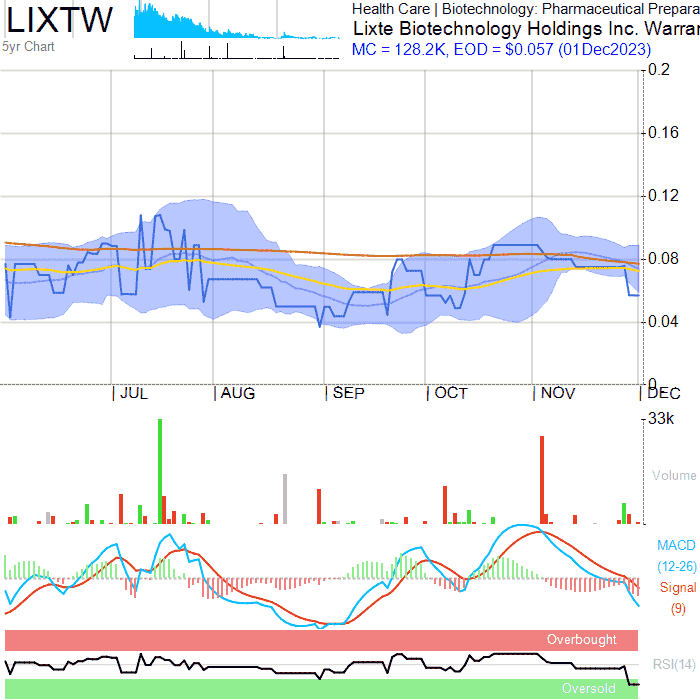 LIXTW
5yr Chart
Health Care | Biotechnology: Pharmaceutical Prepara
Lixte Biotechnology Holdings Inc. Warrar
MC = 128.2K, EOD = $0.057 (01Dec2023)
0.2
0.16
0.12
0.08
0.04
0
JUL AUG SEP OCT NOV DEC
33k
Volume
MACD
(12-26)
Signal
(9)
Overbought
RSI(14)
Oversold